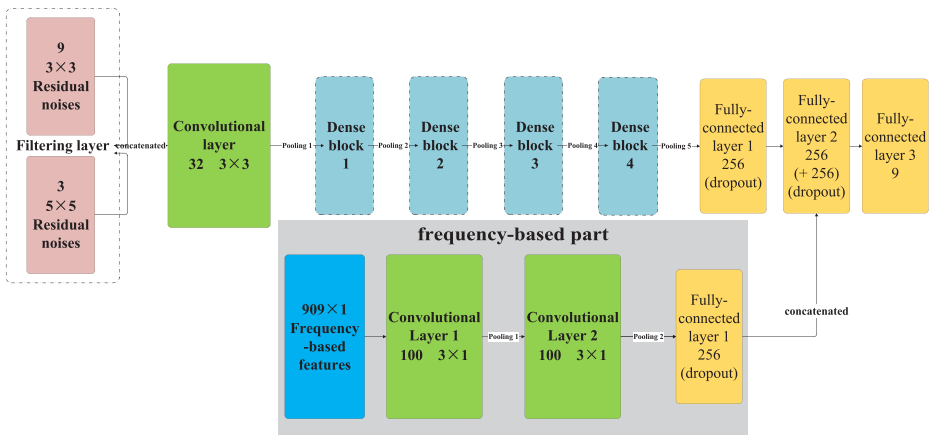 9
3×3
Residual
noises
Filtering layer
concatenated
3
5×5
Residual
noises
Convolutional
layer
32 3×3
Pooling 1
Dense
block
1
Pooling 2
Dense
block
2
Pooling 3
Dense
block
3
Pooling 4
Dense
block
4
Pooling 5
Fully-
connected
layer 1
256
(dropout)
Fully-
connected
layer 2
256
(+ 256)
(dropout)
Fully-
connected
layer 3
9
frequency-based part
909×1
Frequency
-based
features
Convolutional
Layer 1
100 3×1
Pooling 1
Convolutional
Layer 2
100 3×1
Pooling 2
Fully-
connected
layer 1
256
(dropout)
concatenated